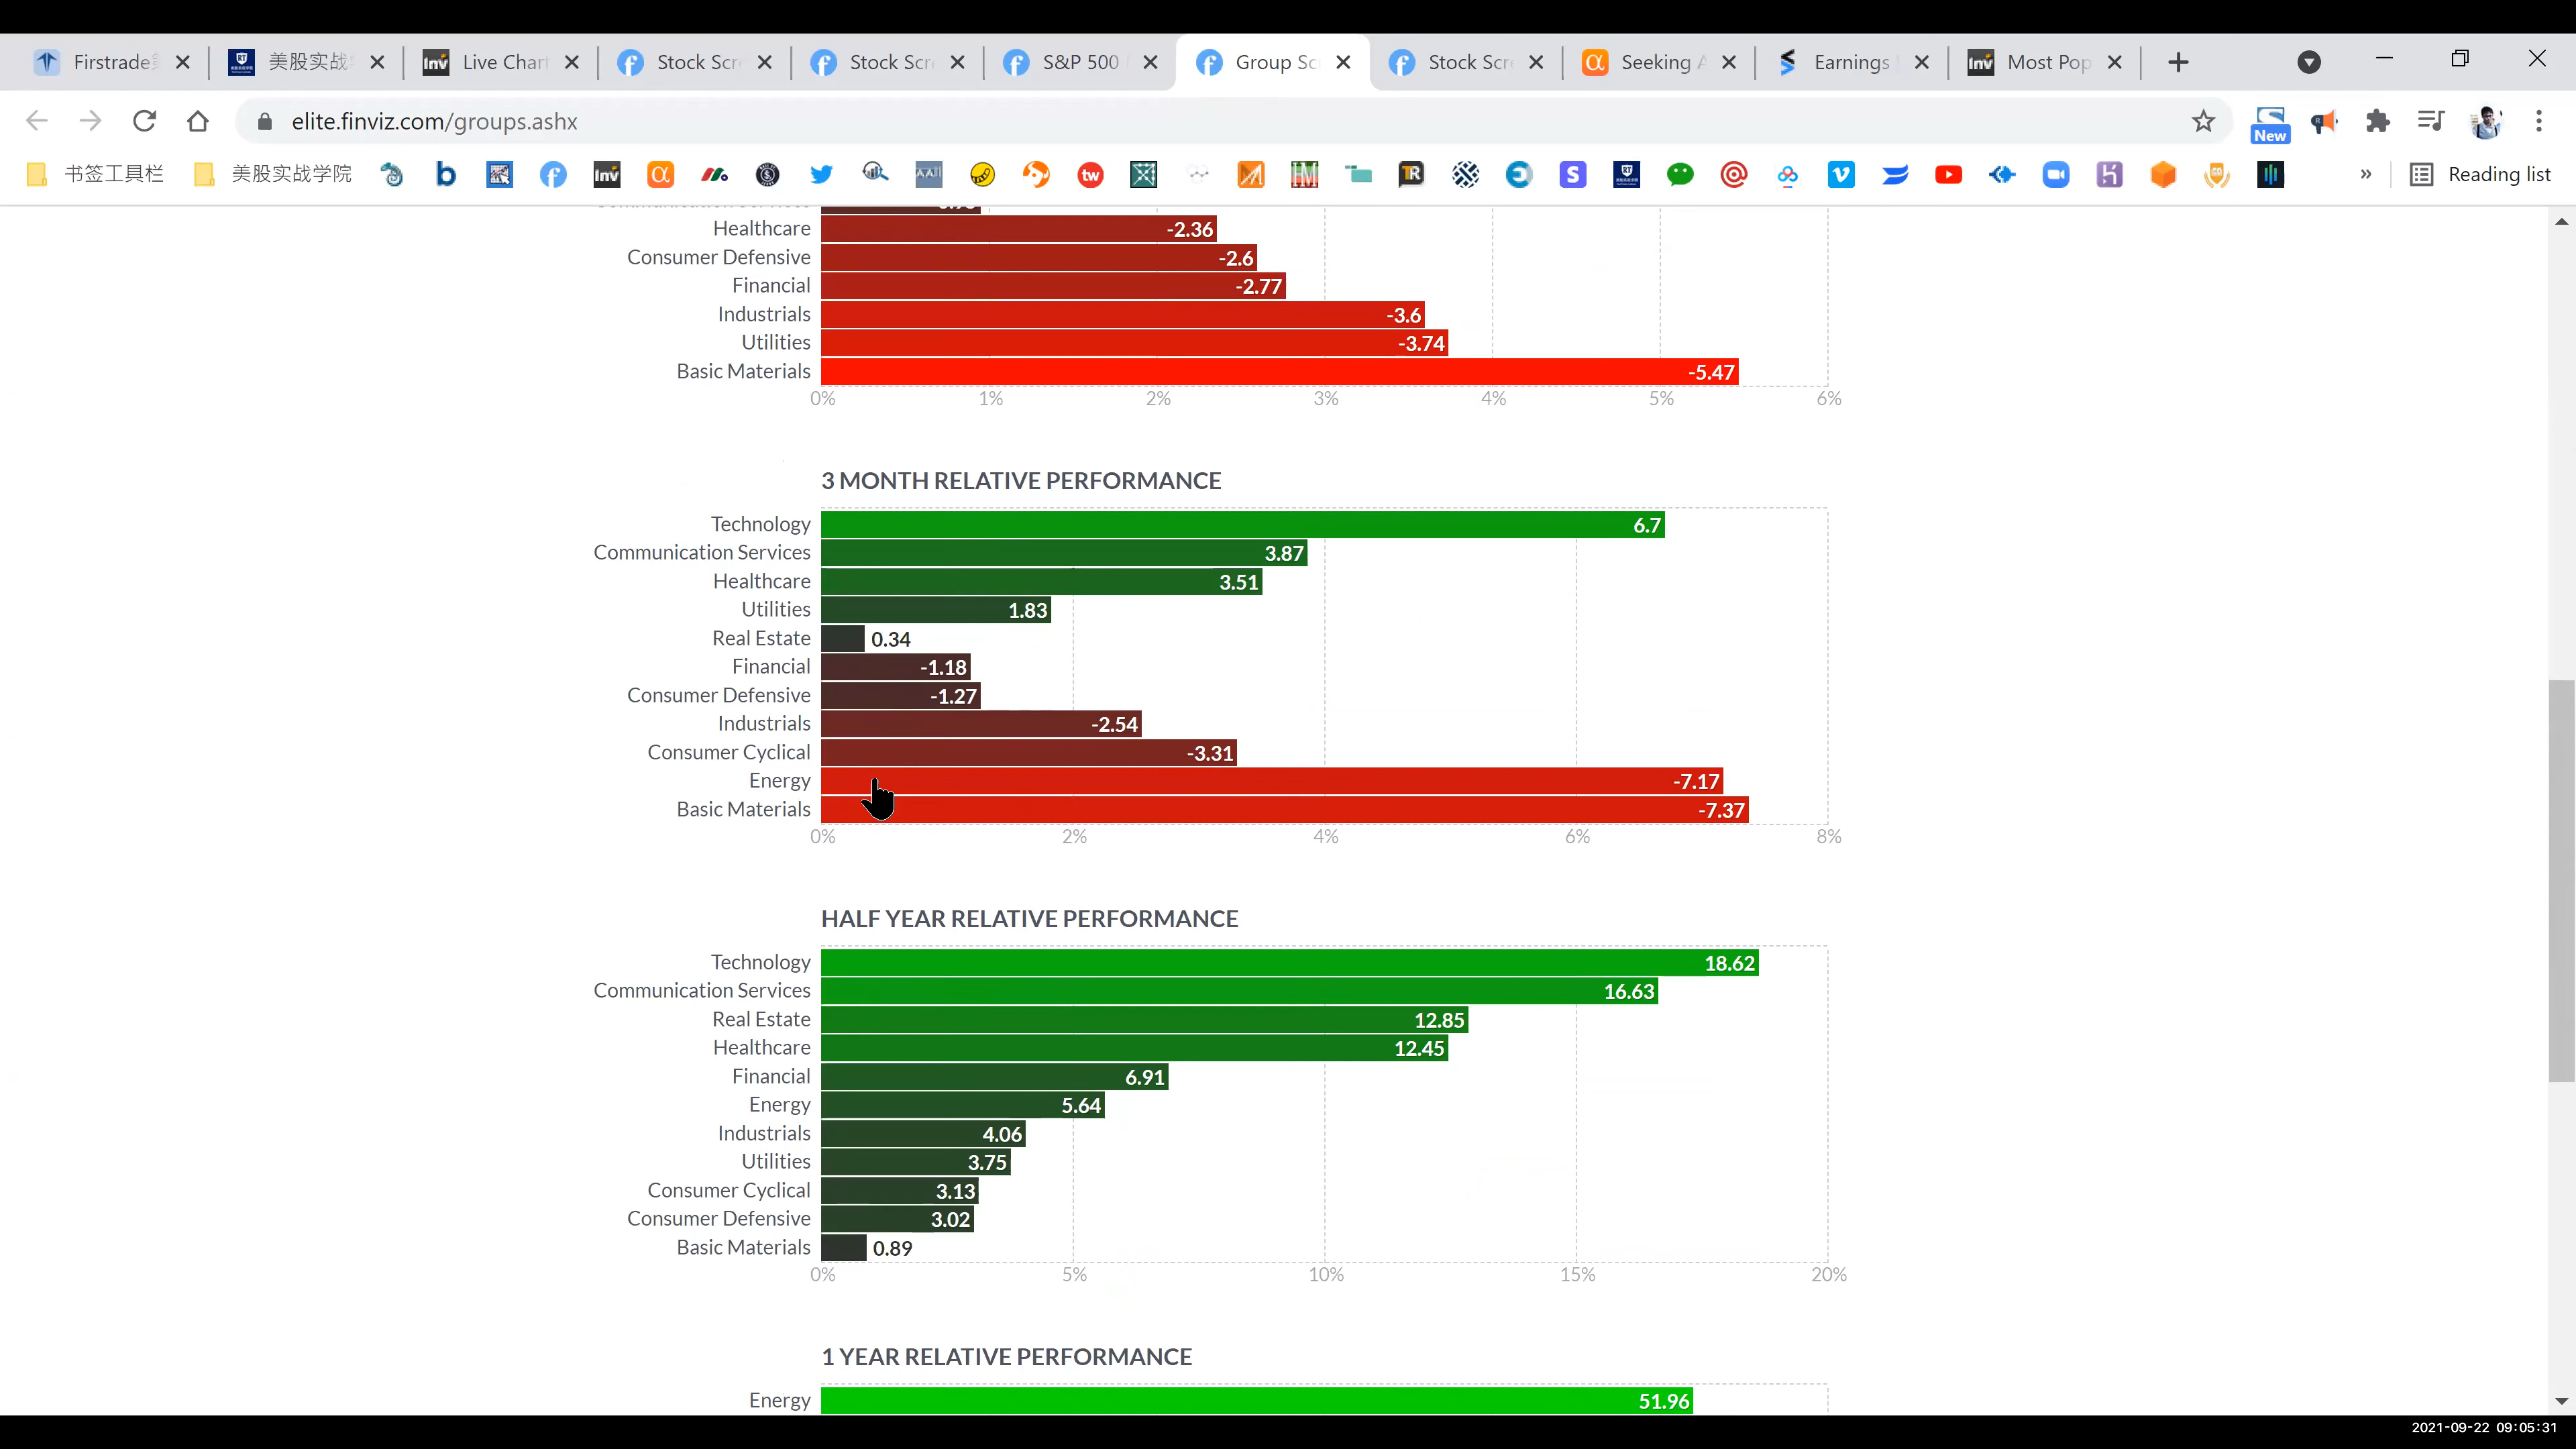 Firstrade
美股实战
Live Char
Stock Scr
Stock Scr
S&P 500
Group Sc
Stock Scr
Seeking A
Earnings
Most Pop
elite.finviz.com/groups.ashx
New
书签工具栏
美股实战学院
» Reading list
Healthcare -2.36
Consumer Defensive -2.6
Financial -2.77
Industrials -3.6
Utilities -3.74
Basic Materials -5.47
0% 1% 2% 3% 4% 5% 6%
3 MONTH RELATIVE PERFORMANCE
Technology 6.7
Communication Services 3.87
Healthcare 3.51
Utilities 1.83
Real Estate 0.34
Financial -1.18
Consumer Defensive -1.27
Industrials -2.54
Consumer Cyclical -3.31
Energy -7.17
Basic Materials -7.37
0% 2% 4% 6% 8%
HALF YEAR RELATIVE PERFORMANCE
Technology 18.62
Communication Services 16.63
Real Estate 12.85
Healthcare 12.45
Financial 6.91
Energy 5.64
Industrials 4.06
Utilities 3.75
Consumer Cyclical 3.13
Consumer Defensive 3.02
Basic Materials 0.89
0% 5% 10% 15% 20%
1 YEAR RELATIVE PERFORMANCE
Energy 51.96
2021-09-22 09:05:31